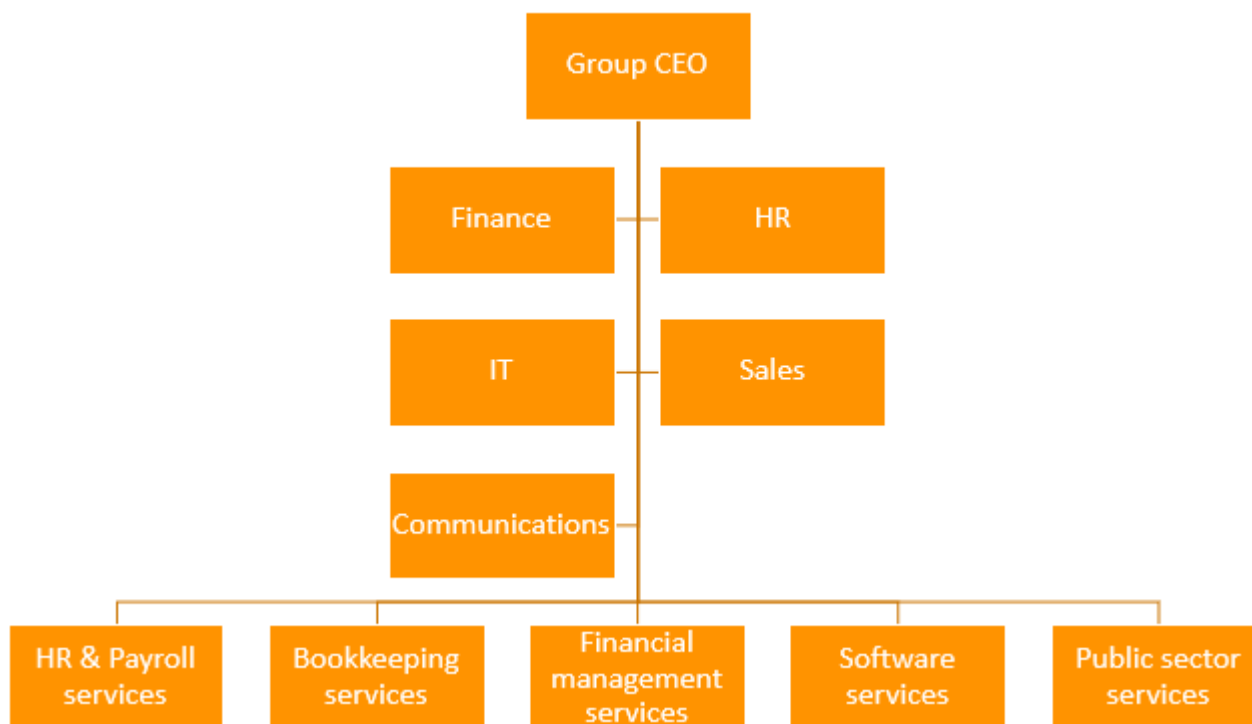 Group CEO
Finance
HR
IT
Sales
Communications
HR & Payroll
services
Bookkeeping
services
Financial
management
services
Software
services
Public sector
services